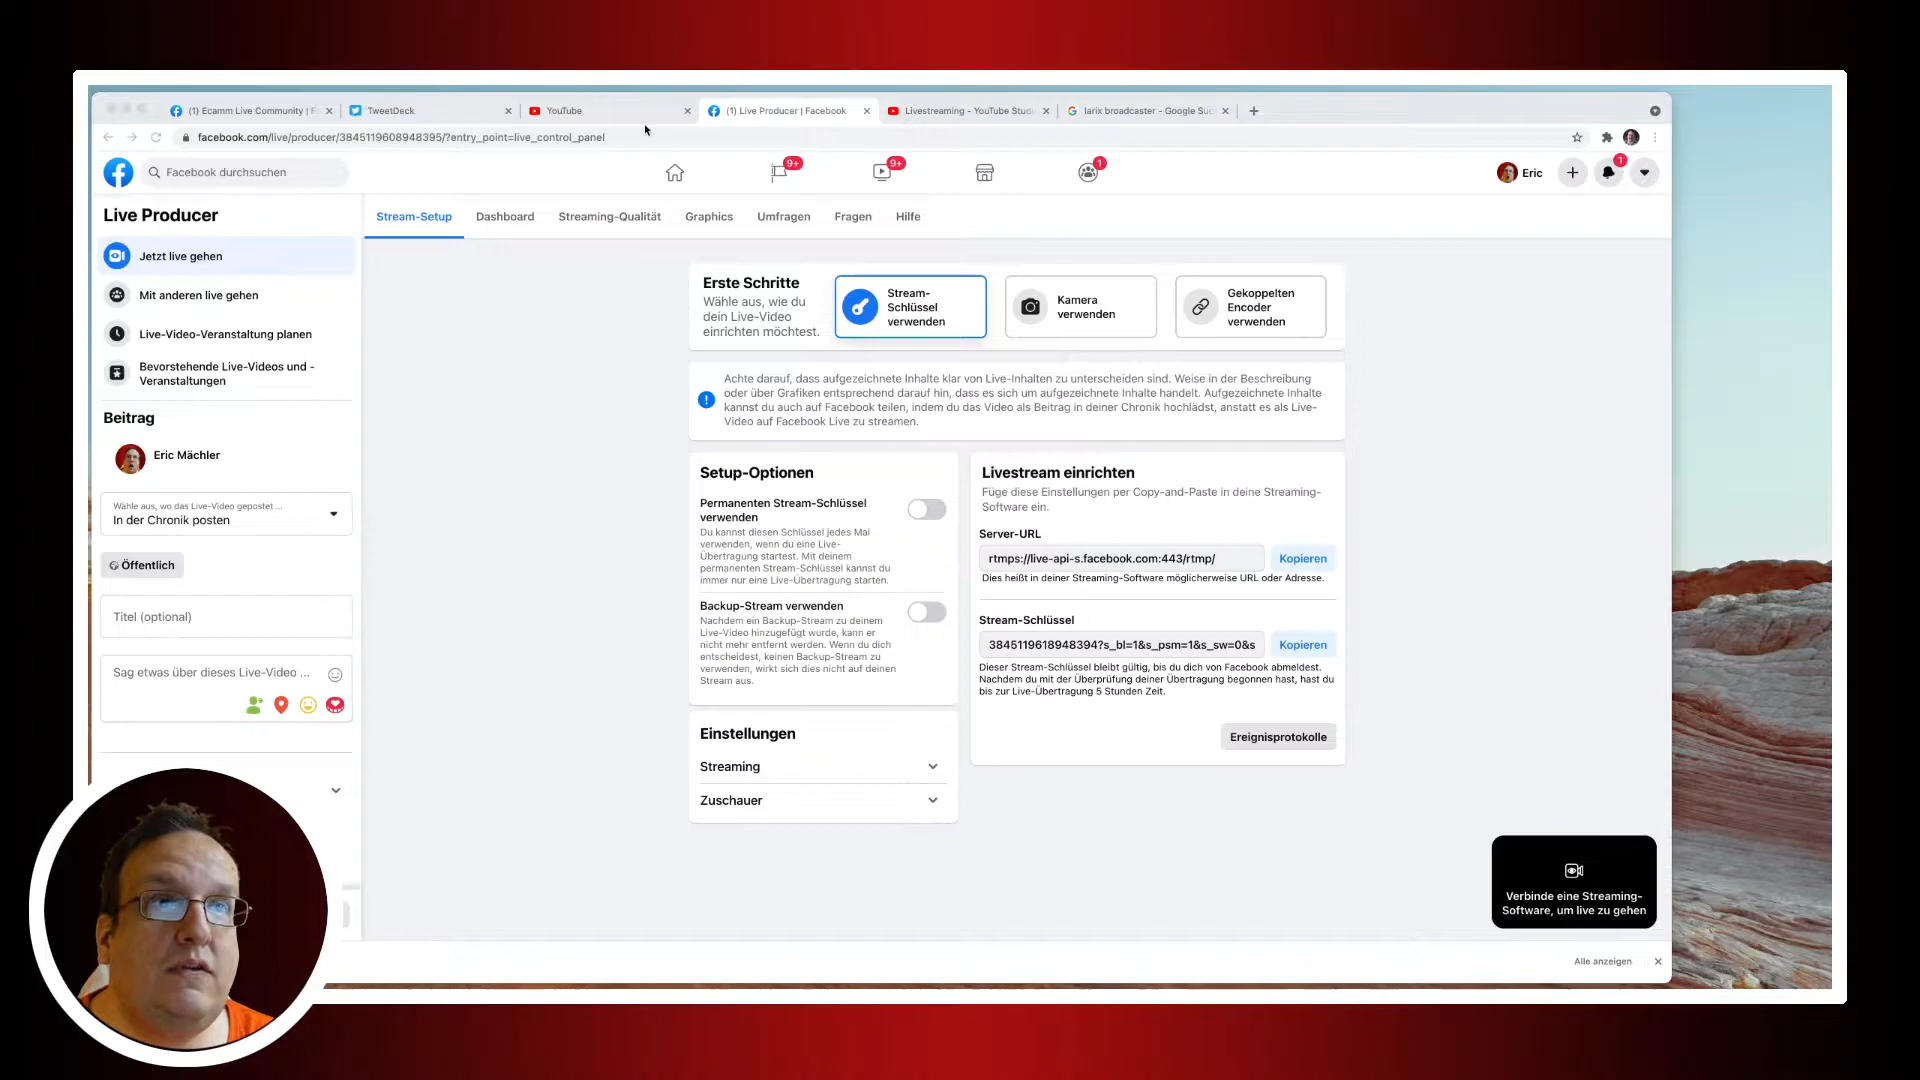 (1) Ecamm Live Community | F
TweetDeck
YouTube
(1) Live Producer | Facebook
Livestreaming - YouTube Stud
larix broadcaster - Google Suc
facebook.com/live/producer/3845119608948395/?entry_point=live_control_panel
Facebook durchsuchen
9+
9+
1
Eric
1
Live Producer
Jetzt live gehen
Mit anderen live gehen
Live-Video-Veranstaltung planen
Bevorstehende Live-Videos und -
Veranstaltungen
Beitrag
Eric Mächler
Wähle aus, wo das Live-Video gepostet ...
In der Chronik posten
Öffentlich
Titel (optional)
Sag etwas über dieses Live-Video ...
Stream-Setup
Dashboard
Streaming-Qualität
Graphics
Umfragen
Fragen
Hilfe
Erste Schritte
Wähle aus, wie du
dein Live-Video
einrichten möchtest.
Stream-
Schlüssel
verwenden
Kamera
verwenden
Gekoppelten
Encoder
verwenden
Achte darauf, dass aufgezeichnete Inhalte klar von Live-Inhalten zu unterscheiden sind. Weise in der Beschreibung
oder über Grafiken entsprechend darauf hin, dass es sich um aufgezeichnete Inhalte handelt. Aufgezeichnete Inhalte
kannst du auch auf Facebook teilen, indem du das Video als Beitrag in deiner Chronik hochlädst, anstatt es als Live-
Video auf Facebook Live zu streamen.
Setup-Optionen
Permanenten Stream-Schlüssel
verwenden
Du kannst diesen Schlüssel jedes Mal
verwenden, wenn du eine Live-
Übertragung startest. Mit deinem
permanenten Stream-Schlüssel kannst du
immer nur eine Live-Übertragung starten.
Backup-Stream verwenden
Nachdem ein Backup-Stream zu deinem
Live-Video hinzugefügt wurde, kann er
nicht mehr entfernt werden. Wenn du dich
entscheidest, keinen Backup-Stream zu
verwenden, wirkt sich dies nicht auf deinen
Stream aus.
Einstellungen
Streaming
Zuschauer
Livestream einrichten
Füge diese Einstellungen per Copy-and-Paste in deine Streaming-
Software ein.
Server-URL
rtmps://live-api-s.facebook.com:443/rtmp/
Kopieren
Dies heißt in deiner Streaming-Software möglicherweise URL oder Adresse.
Stream-Schlüssel
3845119618948394?s_bl=1&s_psm=1&s_sw=0&s
Kopieren
Dieser Stream-Schlüssel bleibt gültig, bis du dich von Facebook abmeldest.
Nachdem du mit der Überprüfung deiner Übertragung begonnen hast, hast du
bis zur Live-Übertragung 5 Stunden Zeit.
Ereignisprotokolle
Verbinde eine Streaming-
Software, um live zu gehen
Alle anzeigen